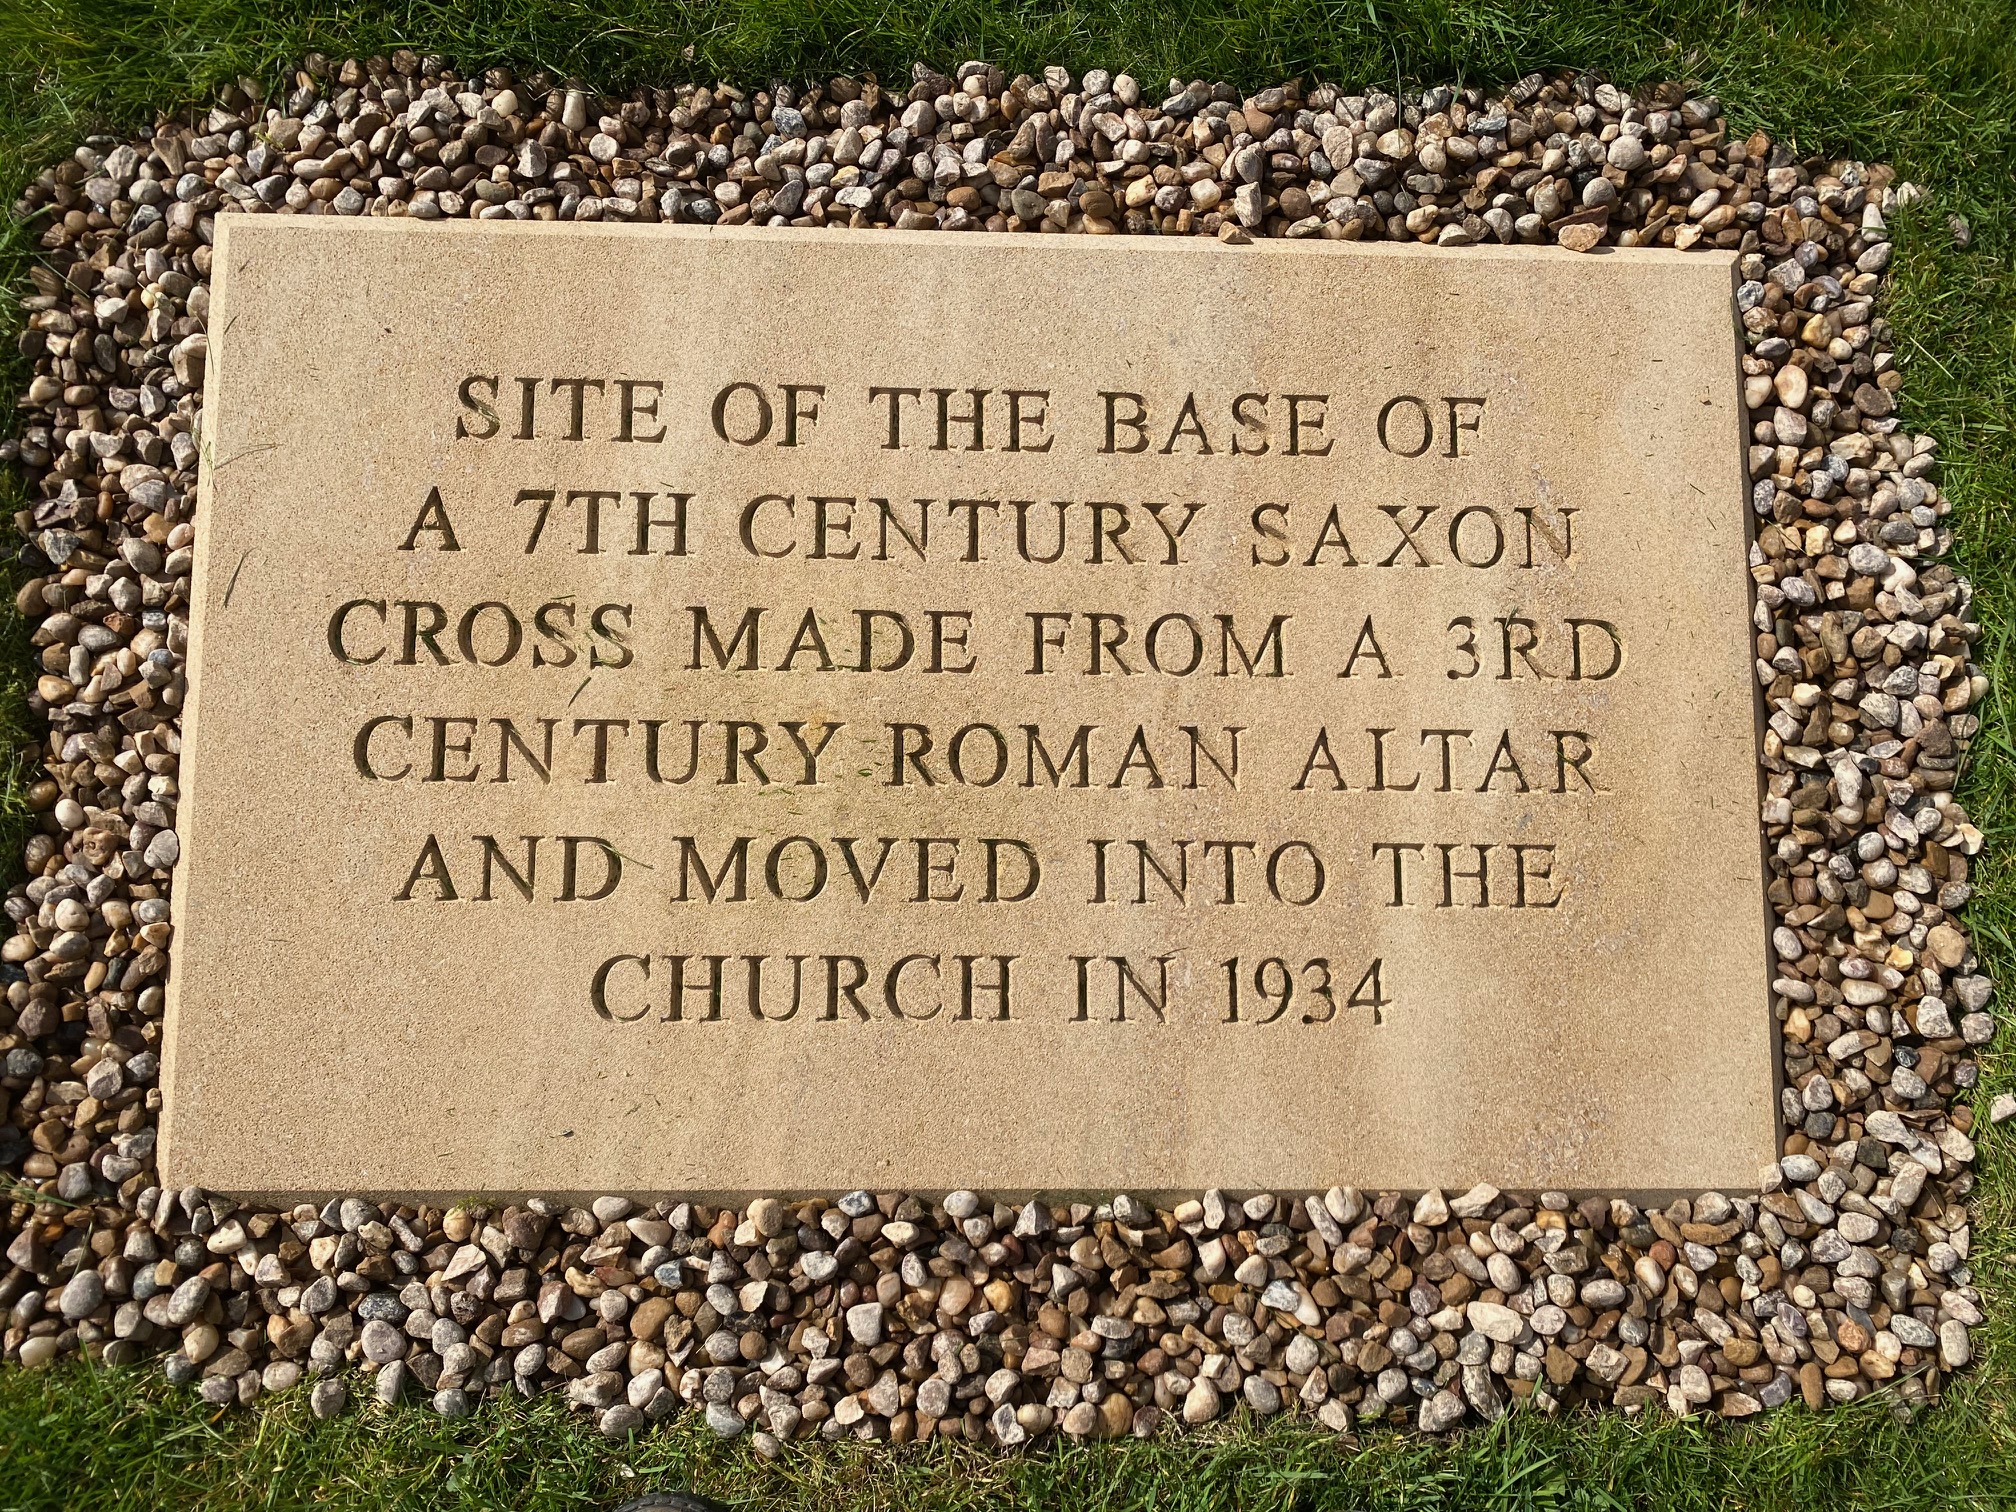 SITE OF THE BASE OF
A 7TH CENTURY SAXON
CROSS MADE FROM A 3RD
CENTURY ROMAN ALTAR
AND MOVED INTO THE
CHURCH IN 1934